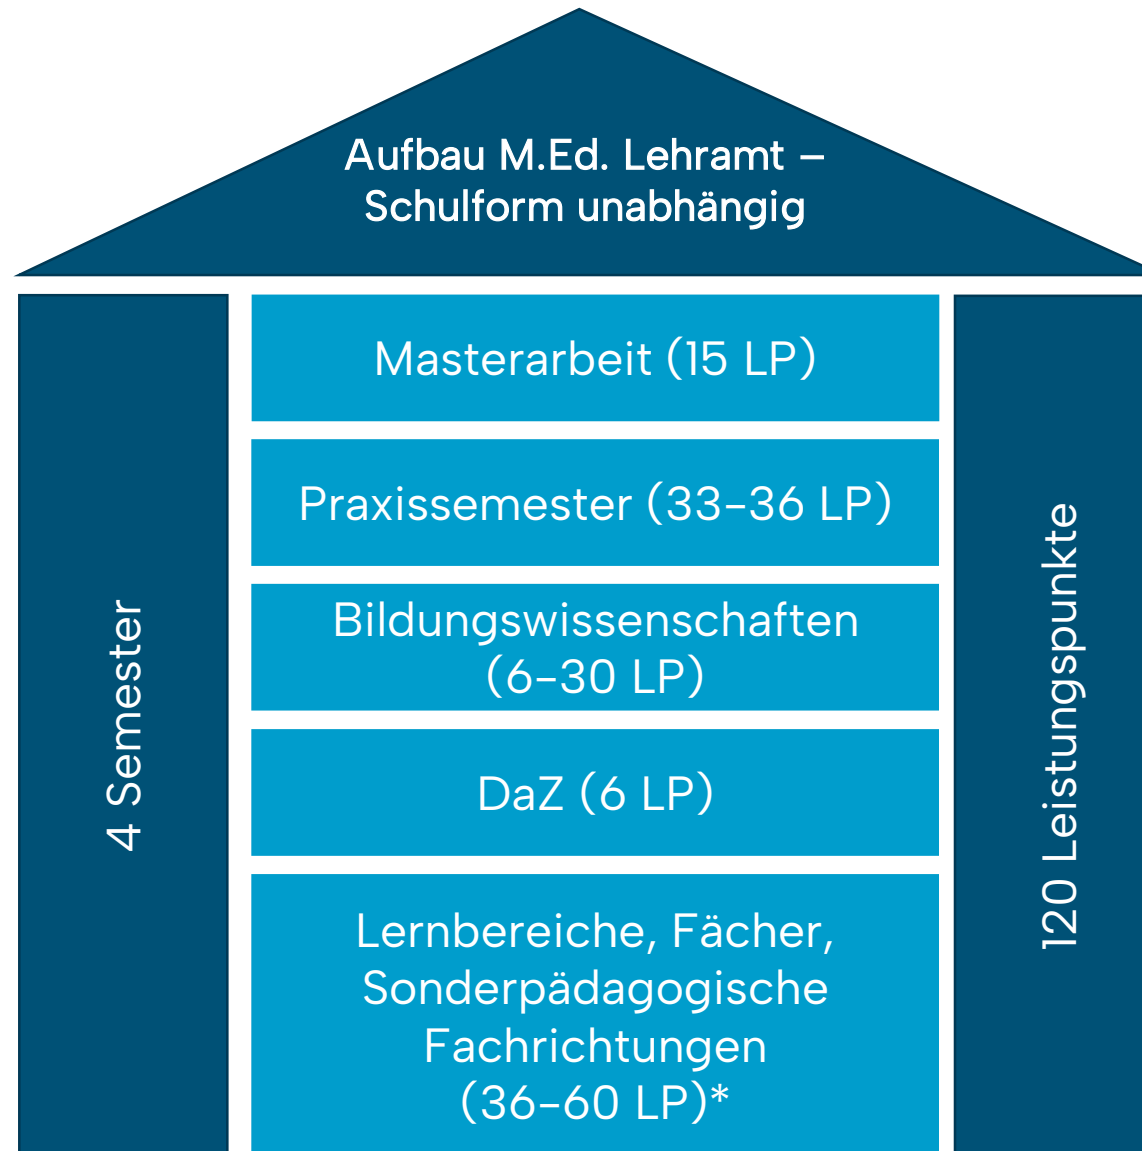 Aufbau M.Ed. Lehramt –
Schulform unabhängig
4 Semester
Masterarbeit (15 LP)
Praxissemester (33–36 LP)
Bildungswissenschaften
(6–30 LP)
DaZ (6 LP)
Lernbereiche, Fächer,
Sonderpädagogische
Fachrichtungen
(36–60 LP)*
120 Leistungspunkte